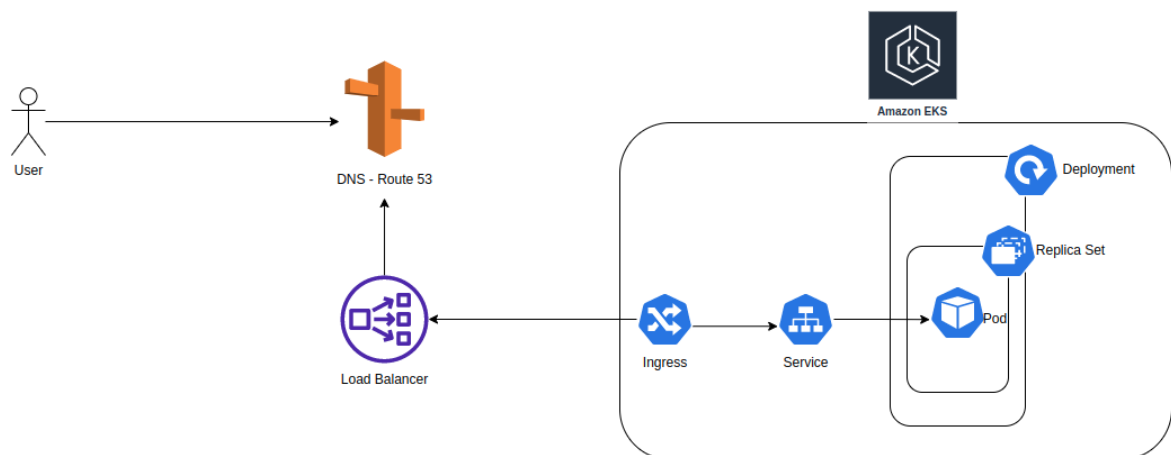 Amazon EKS
User
DNS - Route 53
Deployment
Replica Set
Pod
Load Balancer
Ingress
Service